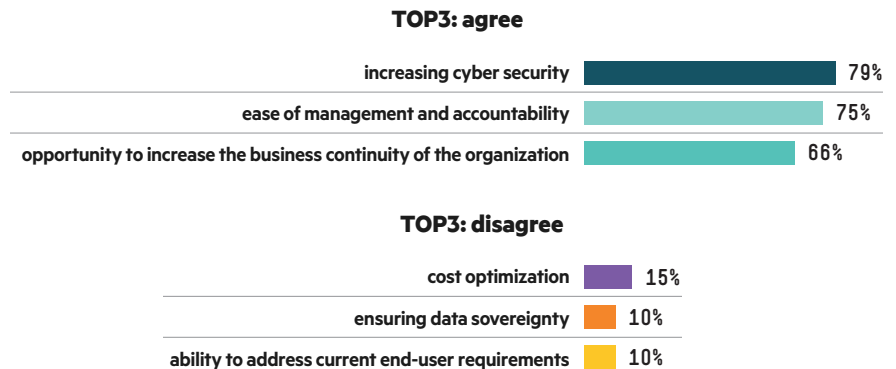 TOP3: agree
increasing cyber security 79%
ease of management and accountability 75%
opportunity to increase the business continuity of the organization 66%
TOP3: disagree
cost optimization 15%
ensuring data sovereignty 10%
ability to address current end-user requirements 10%